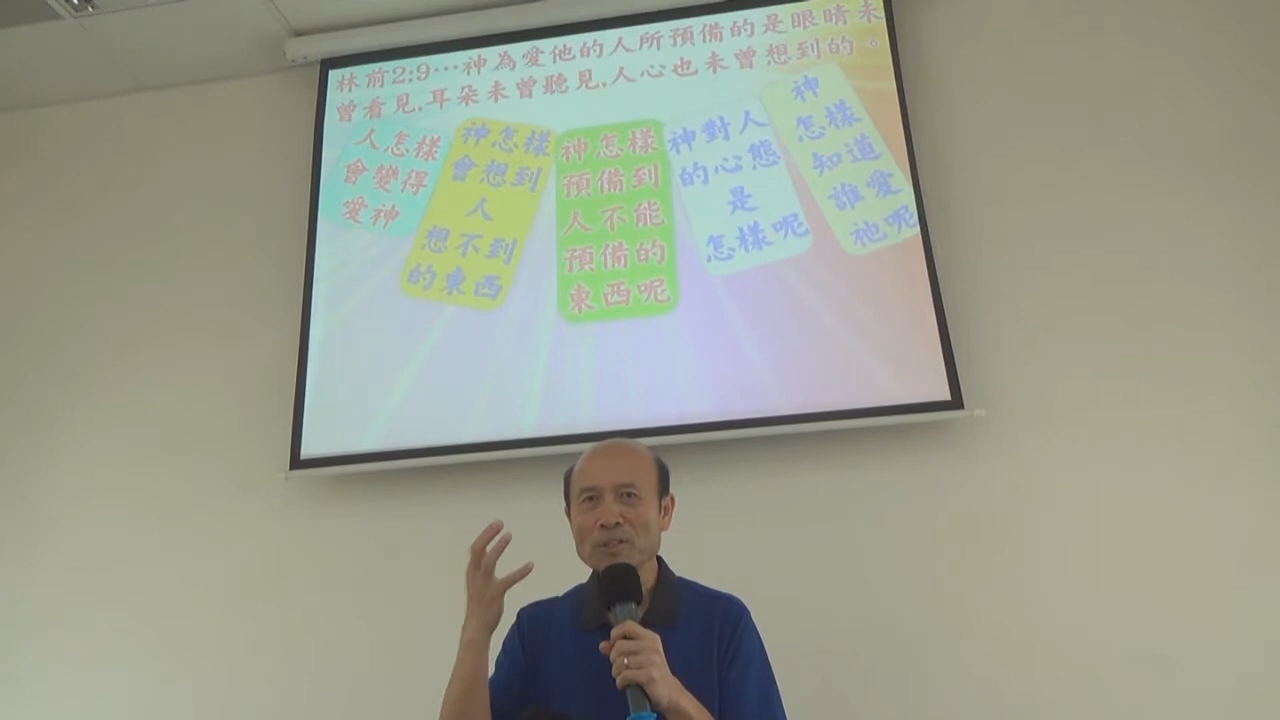 林前2:9…神為愛他的人所預備的是眼睛未
曾看見,耳朵未曾聽見,人心也未曾想到的。
人怎樣
會變得
愛神
神怎樣
會想到
人
想不到
的東西
神怎樣
預備到
人不能
預備的
東西呢
神對人
的心態
是
怎樣呢
神
怎樣
知道
誰愛
祂呢